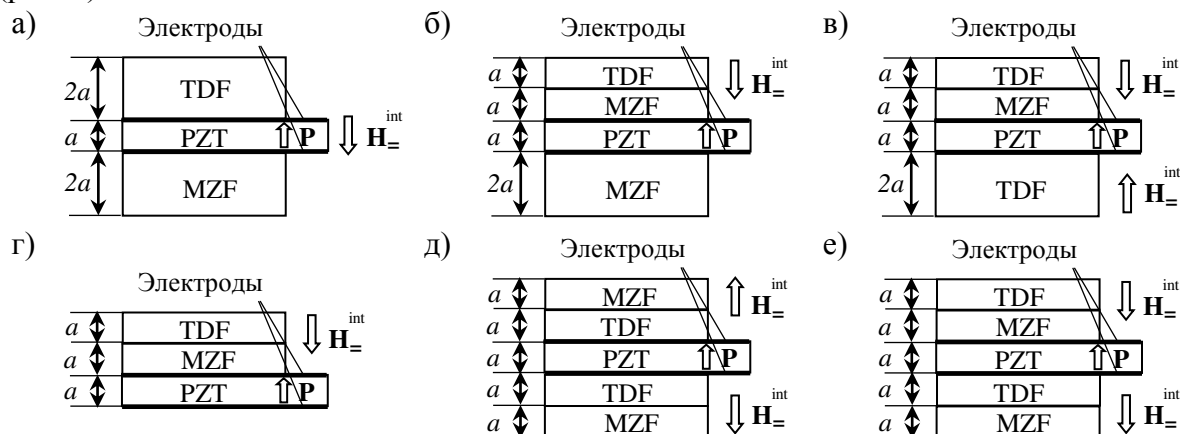 а)
Электроды
2a
TDF
a
PZT
P
H=int
2a
MZF
б)
Электроды
a
TDF
H=int
a
MZF
a
PZT
P
2a
MZF
в)
Электроды
a
TDF
H=int
a
MZF
a
PZT
P
2a
TDF
H=int
г)
Электроды
a
TDF
H=int
a
MZF
a
PZT
P
д)
Электроды
a
MZF
H=int
a
TDF
a
PZT
P
a
TDF
H=int
a
MZF
е)
Электроды
a
TDF
H=int
a
MZF
a
PZT
P
a
TDF
H=int
a
MZF